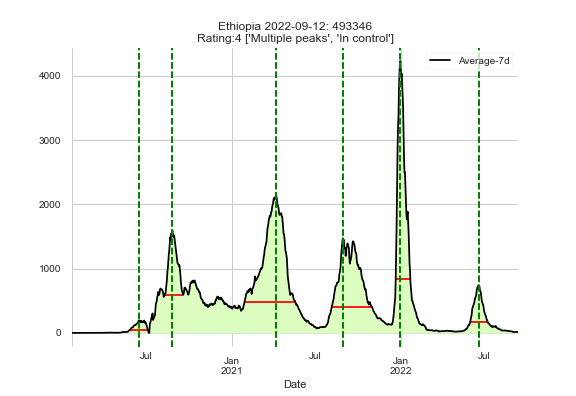 Ethiopia 2022-09-12: 493346
Rating:4 ['Multiple peaks', 'In control']
Average-7d
4000
3000
2000
1000
0
Jul
Jan
2021
Jul
Jan
2022
Jul
Date